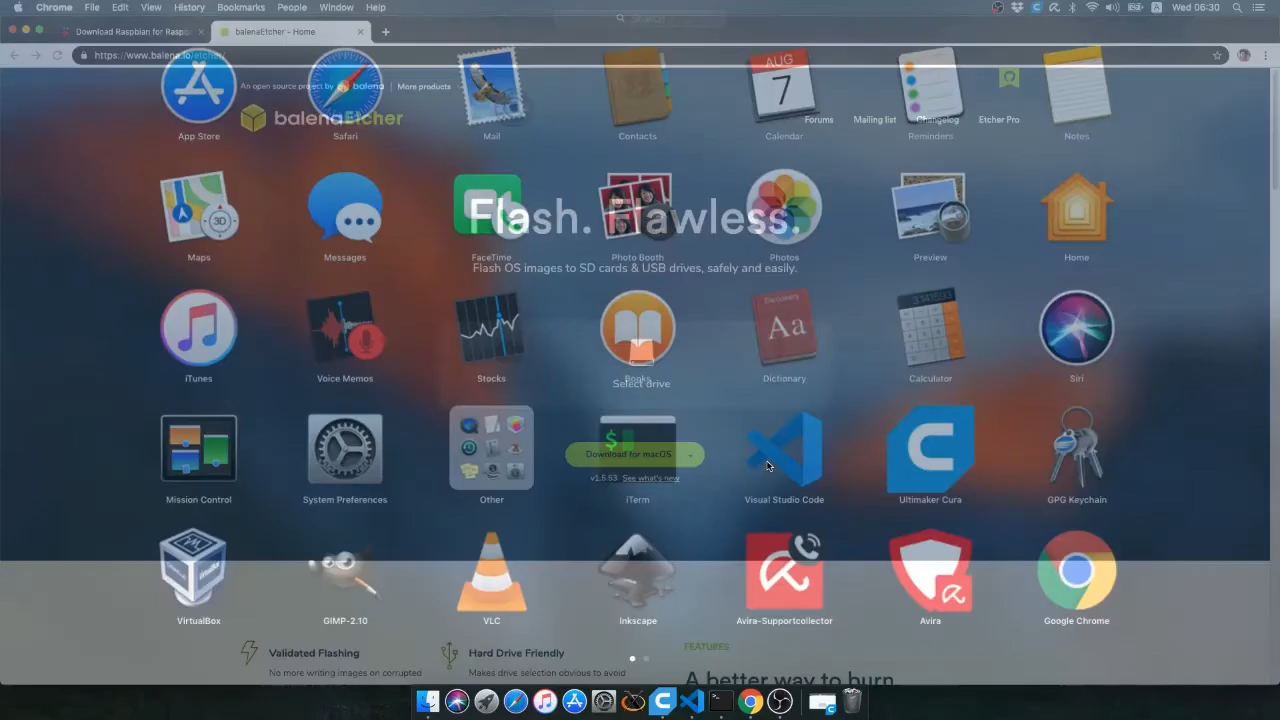 Chrome File Edit View History Bookmarks People Window Help
Wed 06:30
Search
Download Raspbian for Raspb
balenaEtcher - Home
https://www.balena.io/etcher/
An open source project by balena
More products
balenaEtcher
Forums
Mailing list
Changelog
Etcher Pro
AUG
7
App Store
Safari
Mail
Contacts
Calendar
Reminders
Notes
Flash. Flawless.
3D
Maps
Messages
FaceTime
Photo Booth
Photos
Preview
Home
Flash OS images to SD cards & USB drives, safely and easily.
Dictionary
Aa
3.141593
iTunes
Voice Memos
Stocks
Books
Dictionary
Calculator
Siri
Select drive
$
Download for macOS
v1.5.53 See what's new
Mission Control
System Preferences
Other
iTerm
Visual Studio Code
Ultimaker Cura
GPG Keychain
VirtualBox
GIMP-2.10
VLC
Inkscape
Avira-Supportcollector
Avira
Google Chrome
Validated Flashing
No more writing images on corrupted
Hard Drive Friendly
Makes drive selection obvious to avoid
FEATURES
A better way to burn